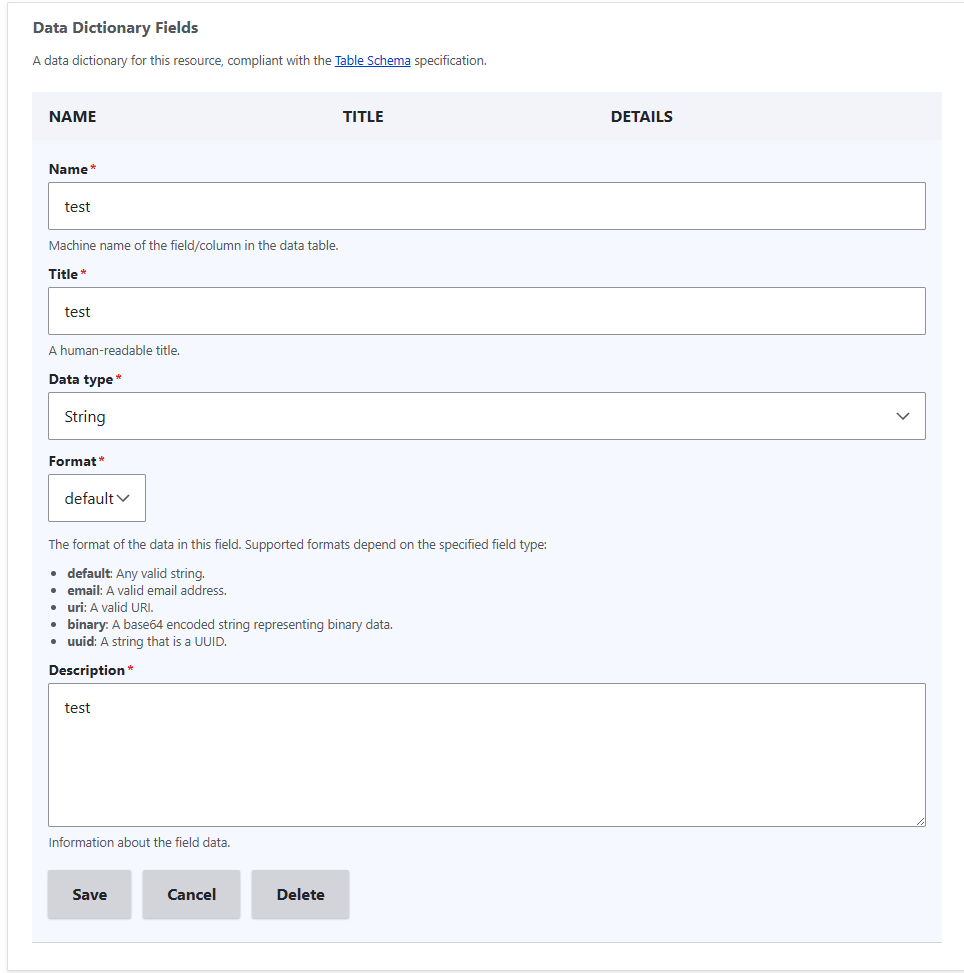 Data Dictionary Fields
A data dictionary for this resource, compliant with the Table Schema specification.
NAME TITLE DETAILS
Name*
test
Machine name of the field/column in the data table.
Title*
test
A human-readable title.
Data type*
String
Format*
default
The format of the data in this field. Supported formats depend on the specified field type:
• default: Any valid string.
• email: A valid email address.
• uri: A valid URI.
• binary: A base64 encoded string representing binary data.
• uuid: A string that is a UUID.
Description*
test
Information about the field data.
Save Cancel Delete